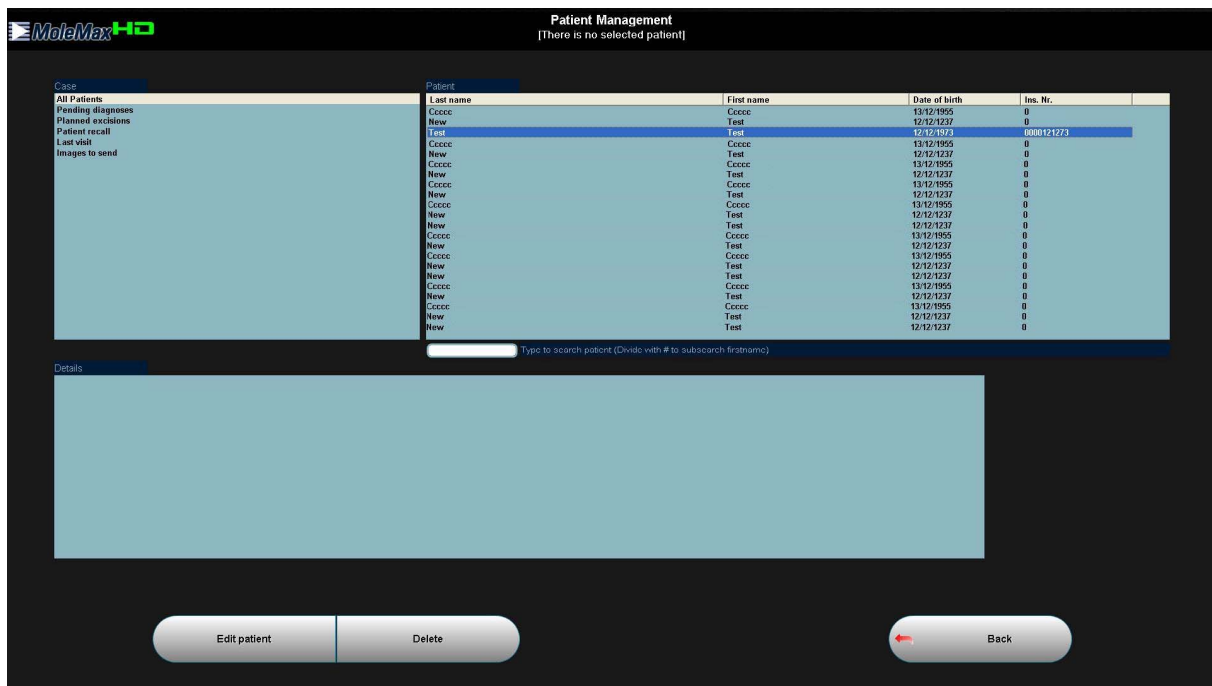 MoleMax HD
Patient Management
[There is no selected patient]
Case
All Patients
Pending diagnoses
Planned excisions
Patient recall
Last visit
Images to send
Patient
Last name First name Date of birth Ins. Nr.
Ccccc Ccccc 13/12/1955 0
New Test 12/12/1237 0
Test Test 12/12/1973 0000121273
Ccccc Ccccc 13/12/1955 0
New Test 12/12/1237 0
Ccccc Ccccc 13/12/1955 0
New Test 12/12/1237 0
Ccccc Ccccc 13/12/1955 0
New Test 12/12/1237 0
Ccccc Ccccc 13/12/1955 0
New Test 12/12/1237 0
New Test 12/12/1237 0
Ccccc Ccccc 13/12/1955 0
New Test 12/12/1237 0
Ccccc Ccccc 13/12/1955 0
New Test 12/12/1237 0
New Test 12/12/1237 0
Ccccc Ccccc 13/12/1955 0
New Test 12/12/1237 0
Ccccc Ccccc 13/12/1955 0
New Test 12/12/1237 0
New Test 12/12/1237 0
Type to search patient (Divide with # to subsearch firstname)
Details
Edit patient
Delete
Back